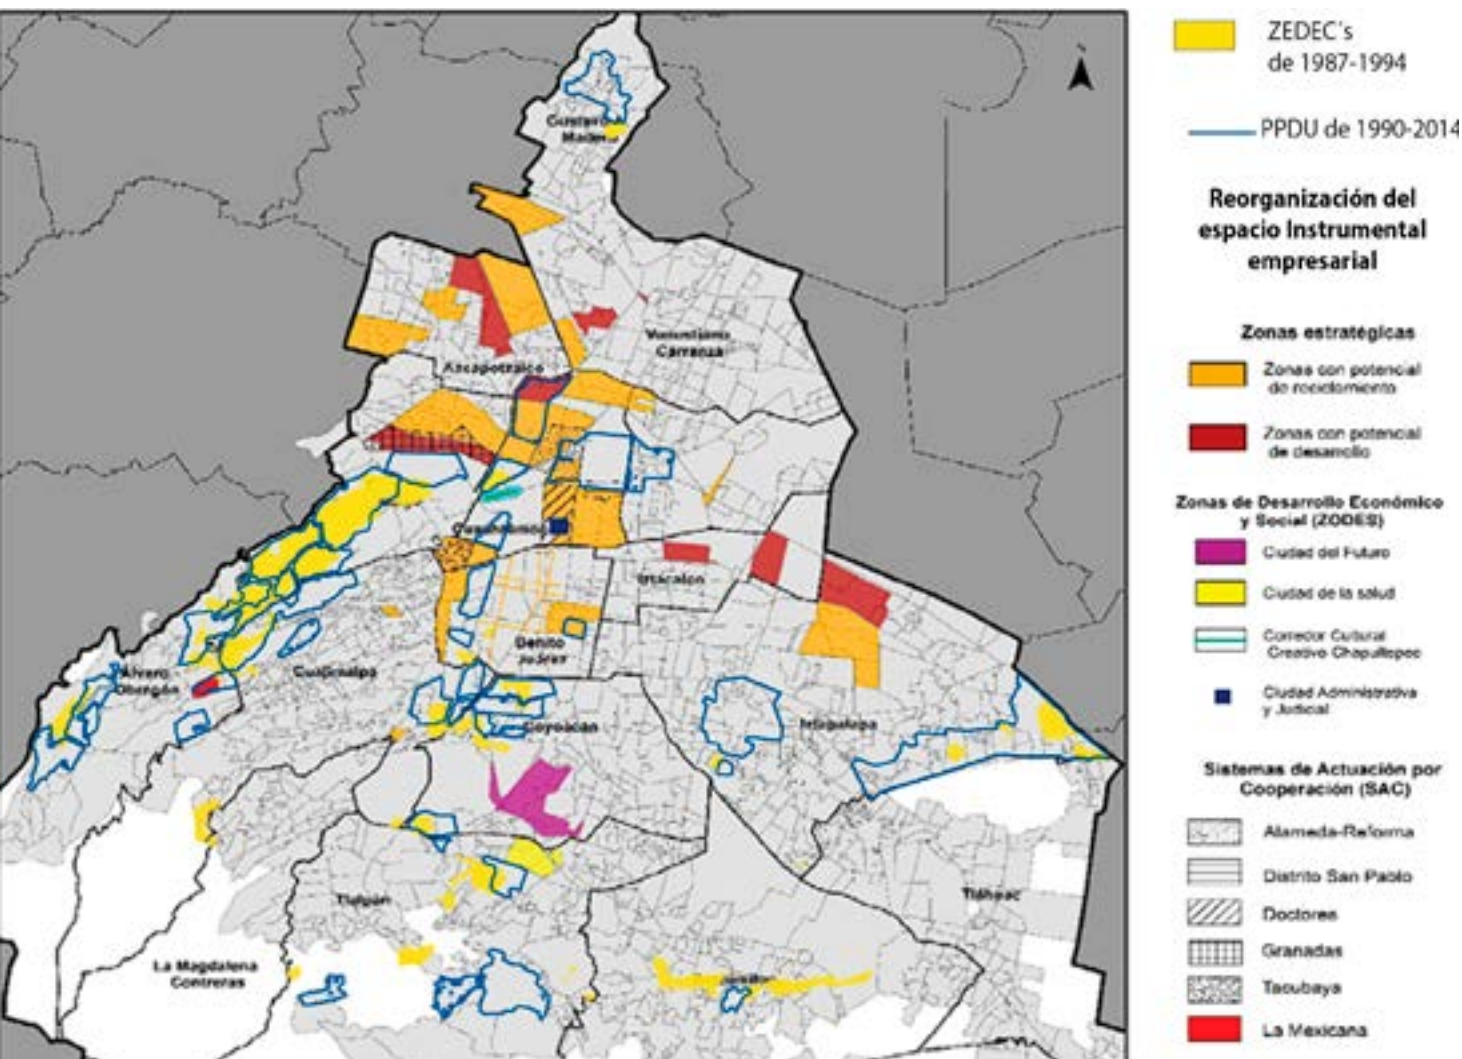 Gustavo A.
Madero
Venustiano
Carranza
Azcapotzalco
Cuauhtémoc
Iztacalco
Benito
Juárez
Álvaro
Obregón
Cuajimalpa
Coyoacán
Iztapalapa
Tlalpan
Tláhuac
La Magdalena
Contreras
ZEDEC´s
de 1987-1994
PPDU de 1990-2014
Reorganización del
espacio Instrumental
empresarial
Zonas estratégicas
Zonas con potencial
de reciclamiento
Zonas con potencial
de desarrollo
Zonas de Desarrollo Económico
y Social (ZODES)
Ciudad del Futuro
Ciudad de la salud
Corredor Cultural
Creativo Chapultepec
Ciudad Administrativa
y Judicial
Sistemas de Actuación por
Cooperación (SAC)
Alameda-Reforma
Distrito San Pablo
Doctores
Granadas
Tacubaya
La Mexicana